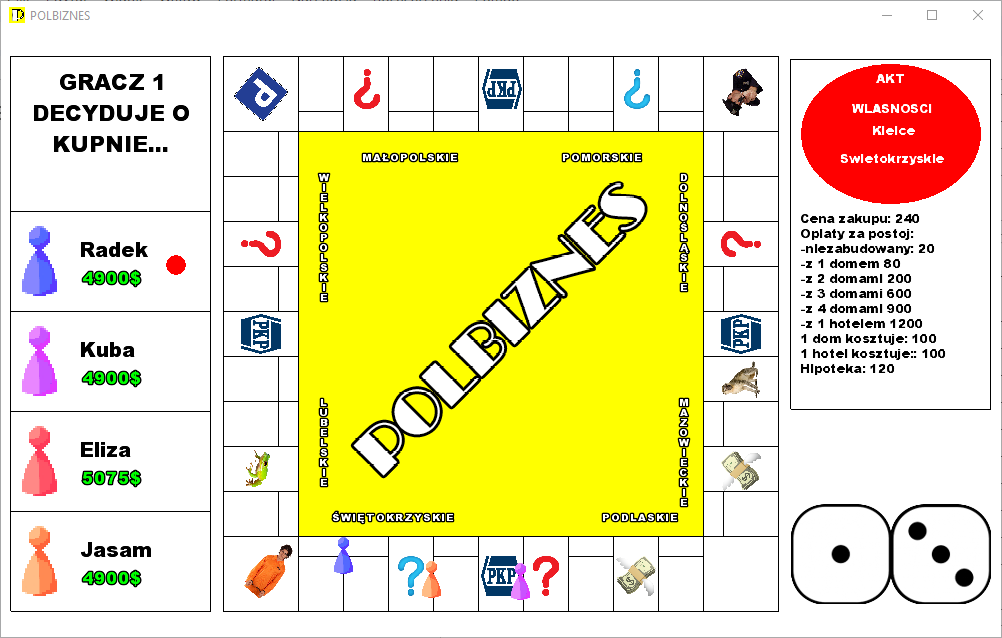 POLBIZNES
GRACZ 1
DECYDUJE O
KUPNIE...
Radek
4900$
Kuba
4900$
Eliza
5075$
Jasam
4900$
P
PKP
MAŁOPOLSKIE
POMORSKIE
WIELKOPOLSKIE
DOLNOŚLĄSKIE
POLBIZNES
PKP
PKP
LUBELSKIE
MAZOWIECKIE
ŚWIĘTOKRZYSKIE
PODLASKIE
PKP
AKT
WLASNOSCI
Kielce
Swietokrzyskie
Cena zakupu: 240
Oplaty za postoj:
-niezabudowany: 20
-z 1 domem 80
-z 2 domami 200
-z 3 domami 600
-z 4 domami 900
-z 1 hotelem 1200
1 dom kosztuje: 100
1 hotel kosztuje:: 100
Hipoteka: 120